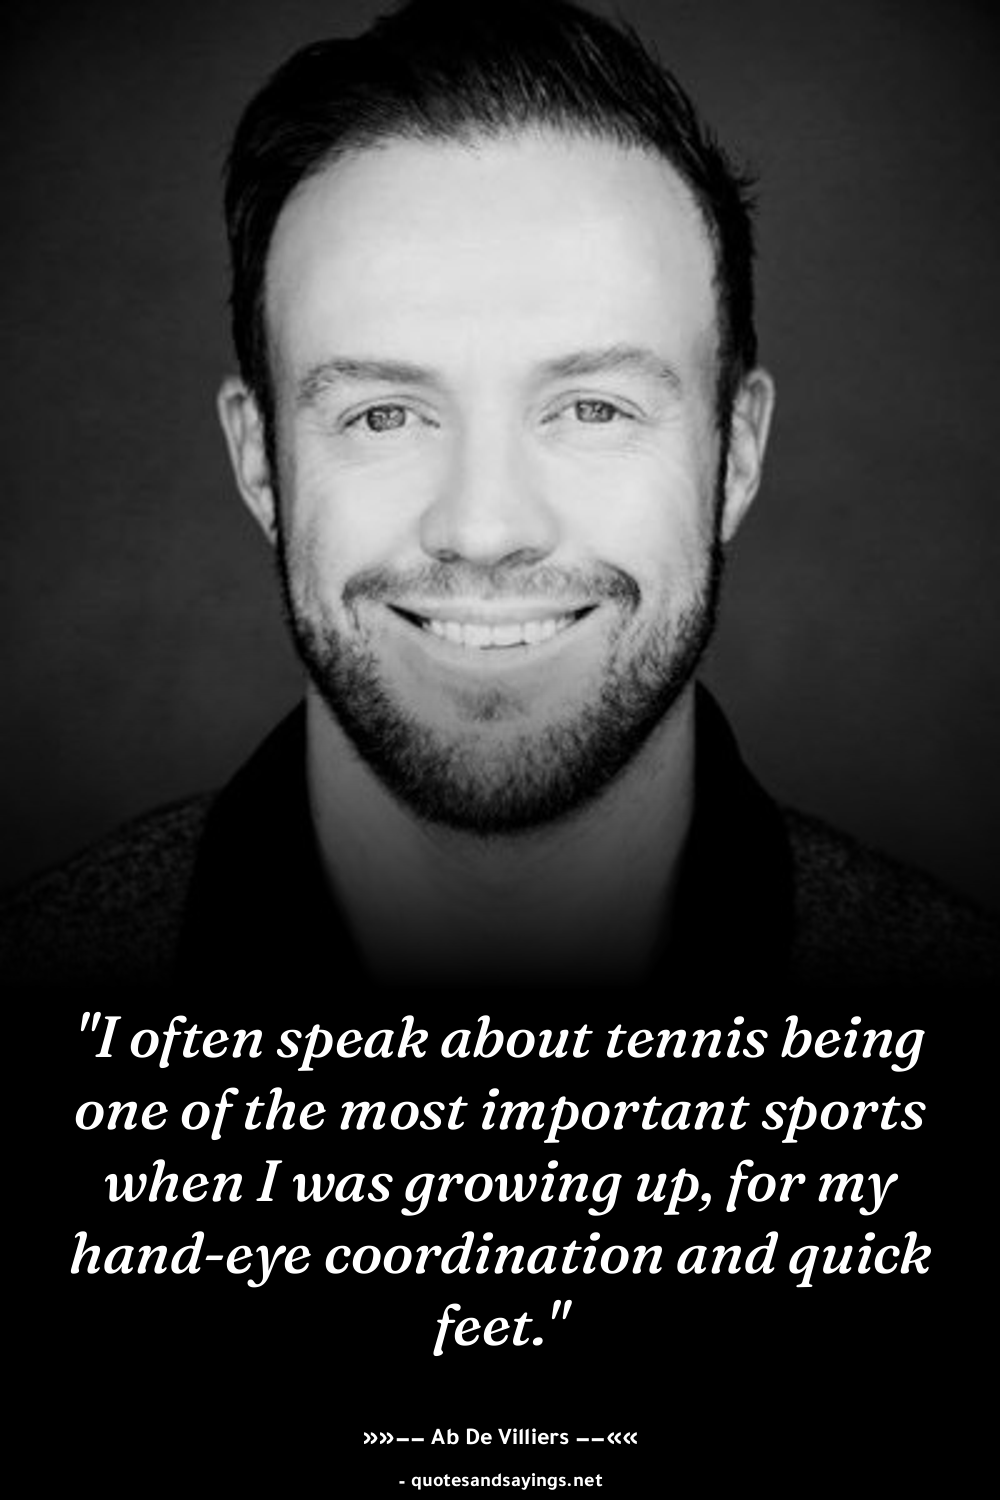 "I often speak about tennis being
one of the most important sports
when I was growing up, for my
hand-eye coordination and quick
feet."
»»–– Ab De Villiers ––««
- quotesandsayings.net